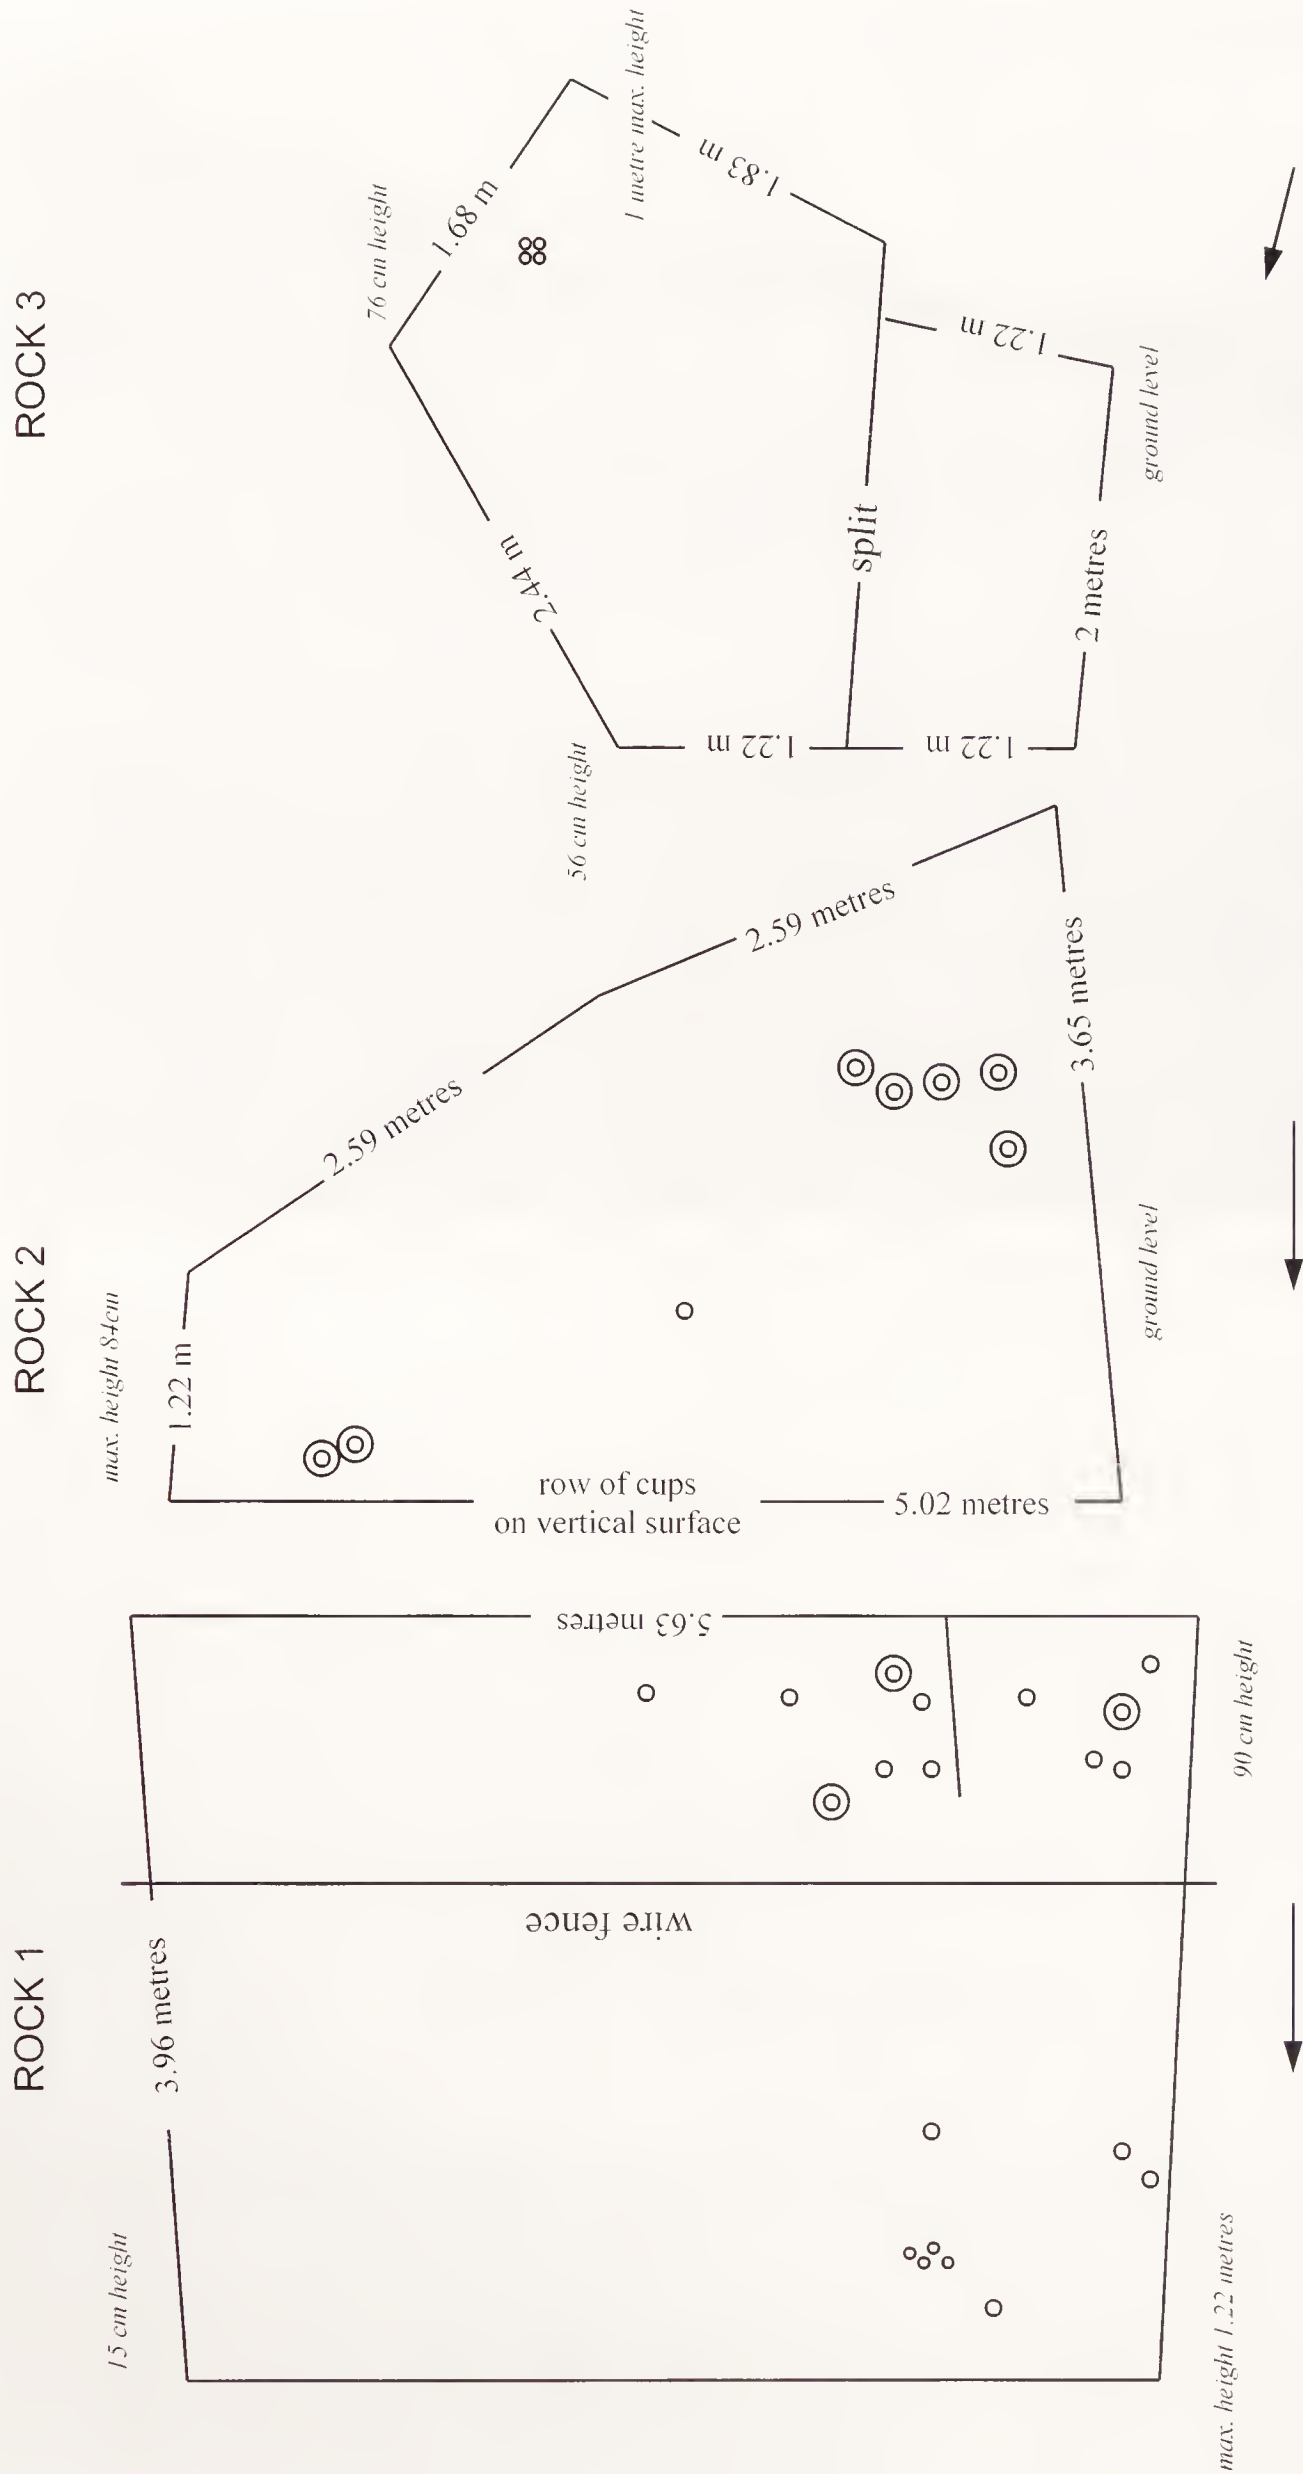 ROCK 1
15 cm height
3.96 metres
wire fence
5.63 metres
90 cm height
max. height 1.22 metres
ROCK 2
max. height 84cm
1.22 m
2.59 metres
2.59 metres
row of cups
on vertical surface
5.02 metres
3.65 metres
ground level
ROCK 3
76 cm height
1.68 m
1 metre max. height
1.83 m
2.44 m
56 cm height
1.22 m
split
1.22 m
1.22 m
2 metres
ground level